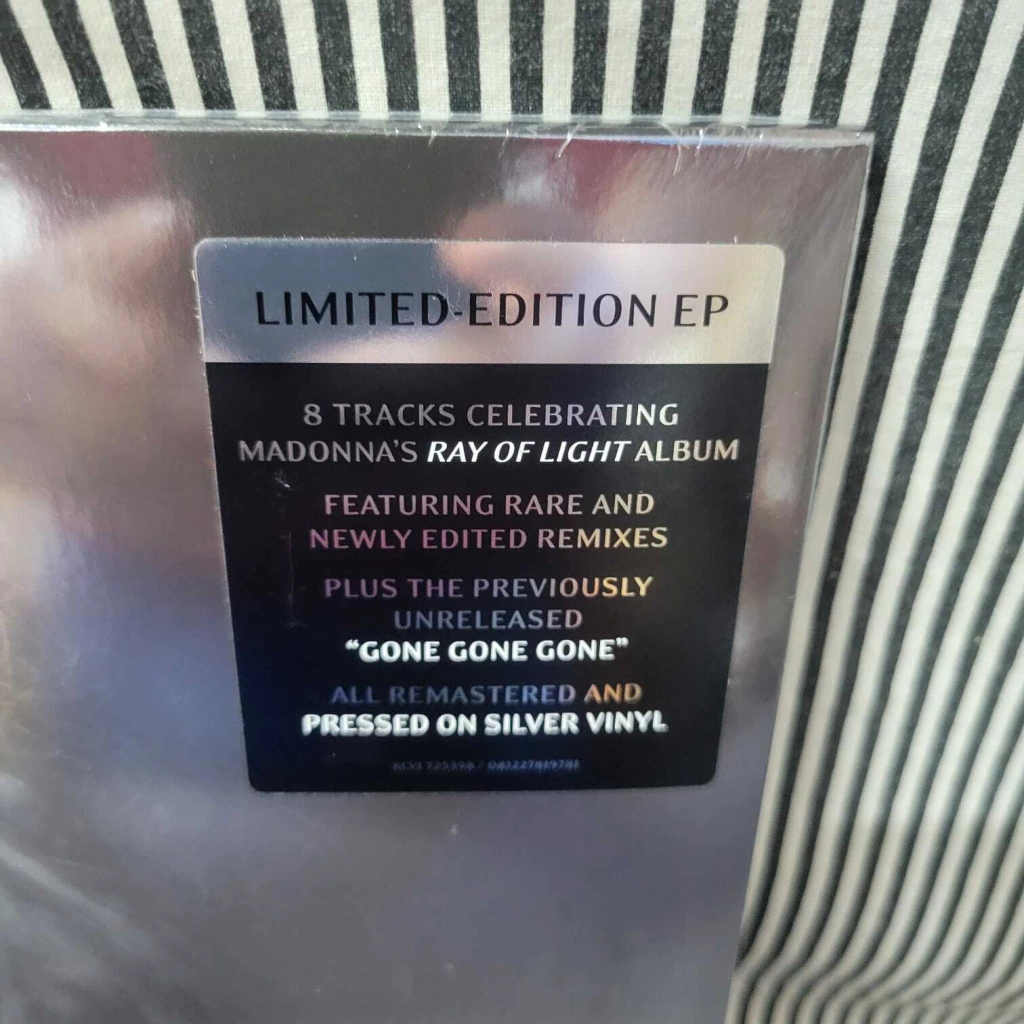 LIMITED-EDITION EP
8 TRACKS CELEBRATING
MADONNA'S RAY OF LIGHT ALBUM
FEATURING RARE AND
NEWLY EDITED REMIXES
PLUS THE PREVIOUSLY
UNRELEASED
“GONE GONE GONE”
ALL REMASTERED AND
PRESSED ON SILVER VINYL